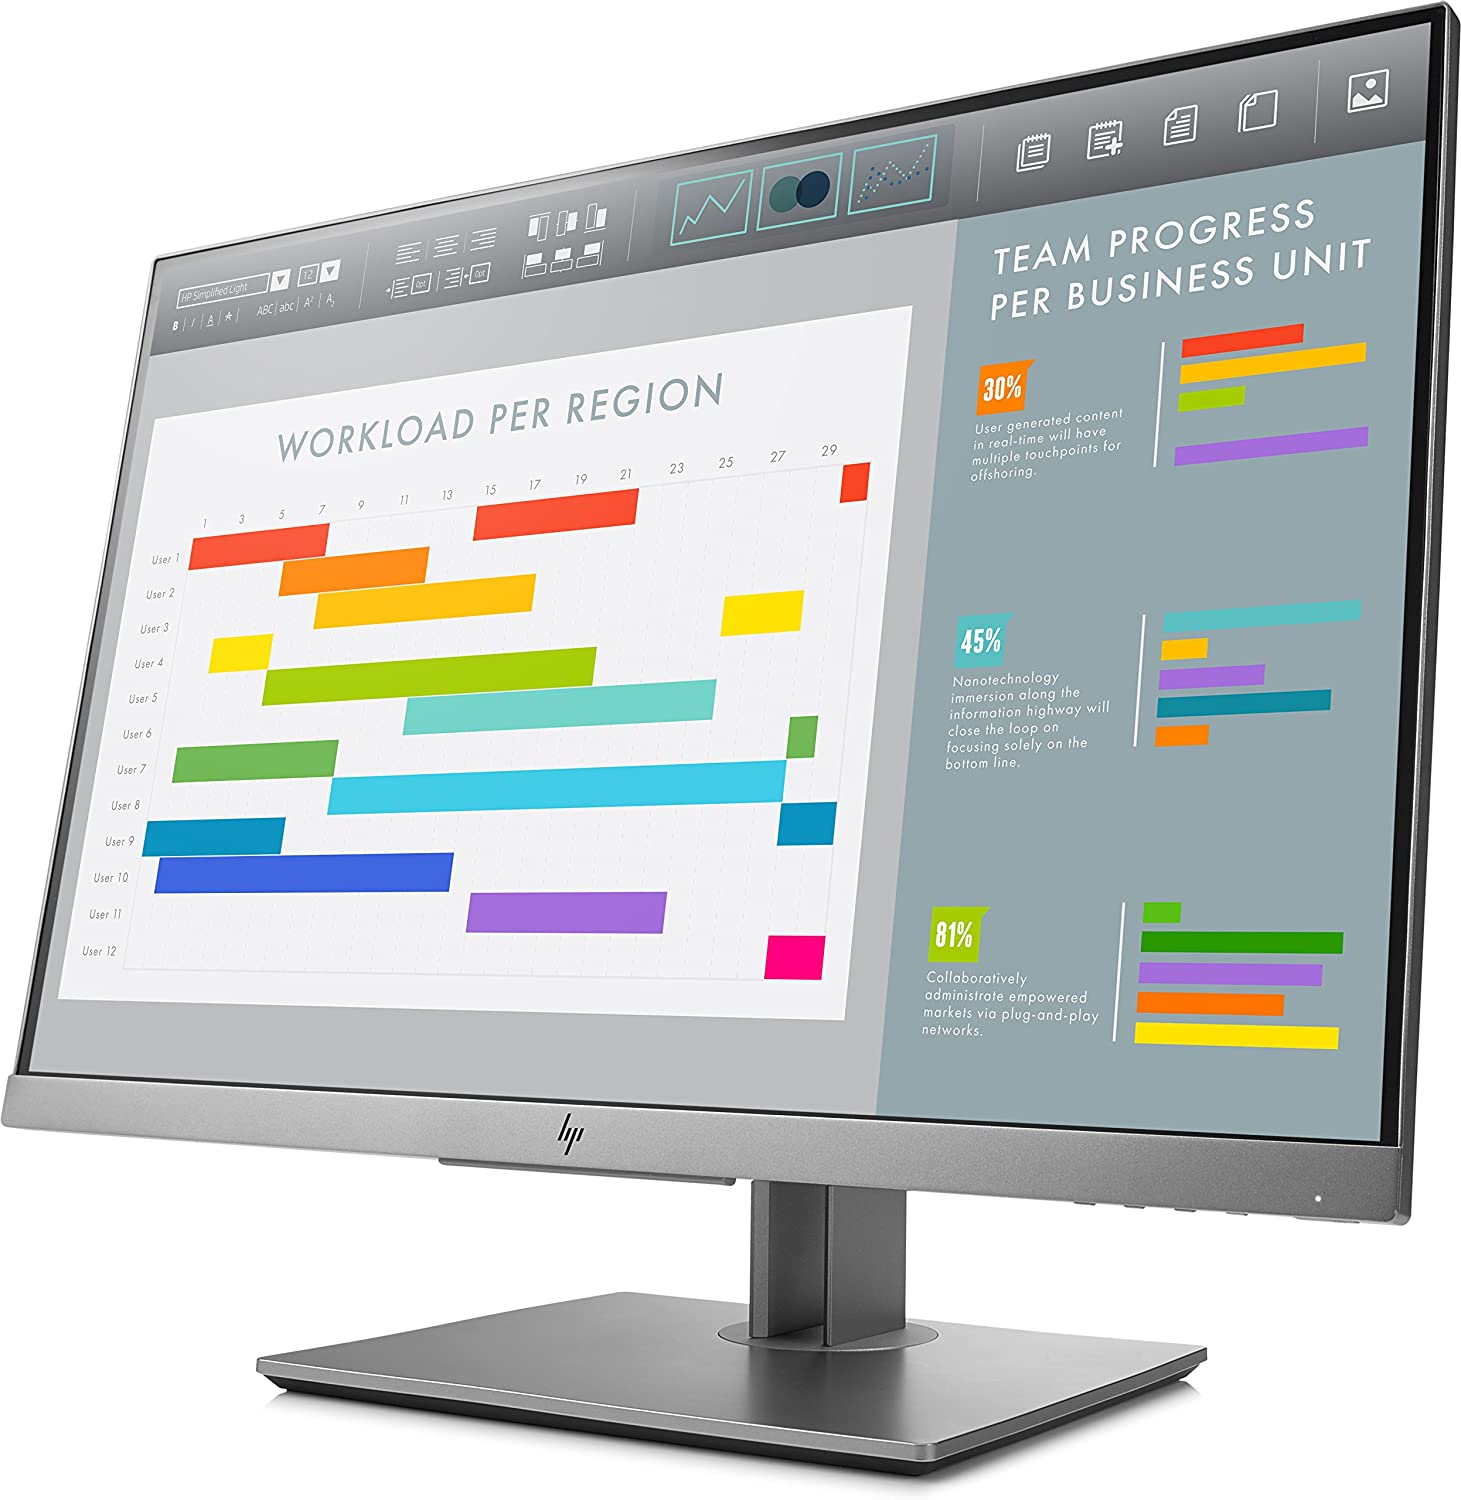 HP Simplified Light
12
B I A A
ABC abc A² A₂
Opt
Opt
TEAM PROGRESS
PER BUSINESS UNIT
WORKLOAD PER REGION
1 3 5 7 9 11 13 15 17 19 21 23 25 27 29
User 1
User 2
User 3
User 4
User 5
User 6
User 7
User 8
User 9
User 10
User 11
User 12
30%
User generated content
in real-time will have
multiple touchpoints for
offshoring.
45%
Nanotechnology
immersion along the
information highway will
close the loop on
focusing solely on the
bottom line.
81%
Collaboratively
administrate empowered
markets via plug-and-play
networks.
hp